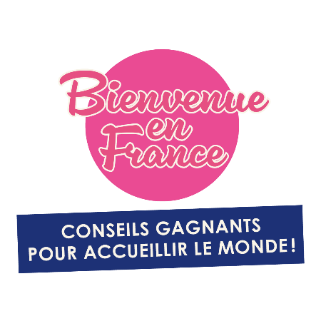 Bienvenue
en
France
CONSEILS GAGNANTS
POUR ACCUEILLIR LE MONDE!